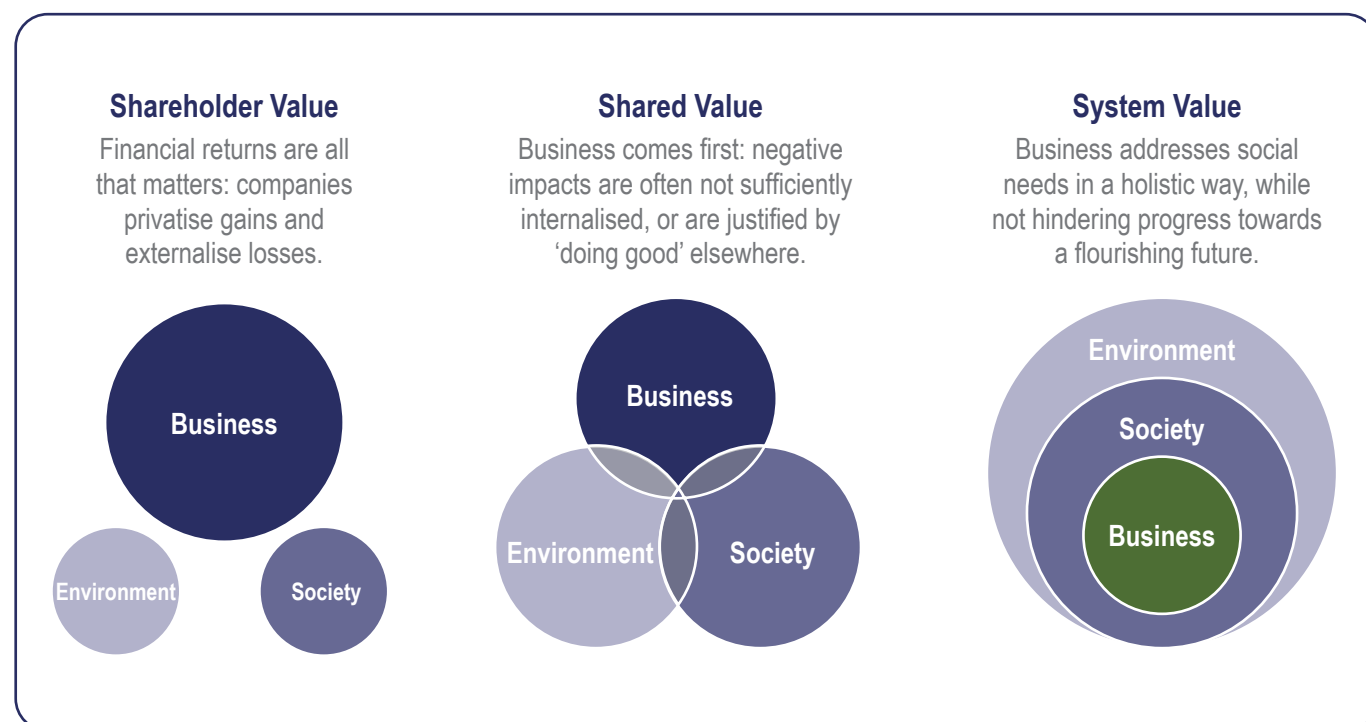 Shareholder Value
Financial returns are all
that matters: companies
privatise gains and
externalise losses.
Business
Environment
Society
Shared Value
Business comes first: negative
impacts are often not sufficiently
internalised, or are justified by
‘doing good’ elsewhere.
Business
Environment
Society
System Value
Business addresses social
needs in a holistic way, while
not hindering progress towards
a flourishing future.
Environment
Society
Business